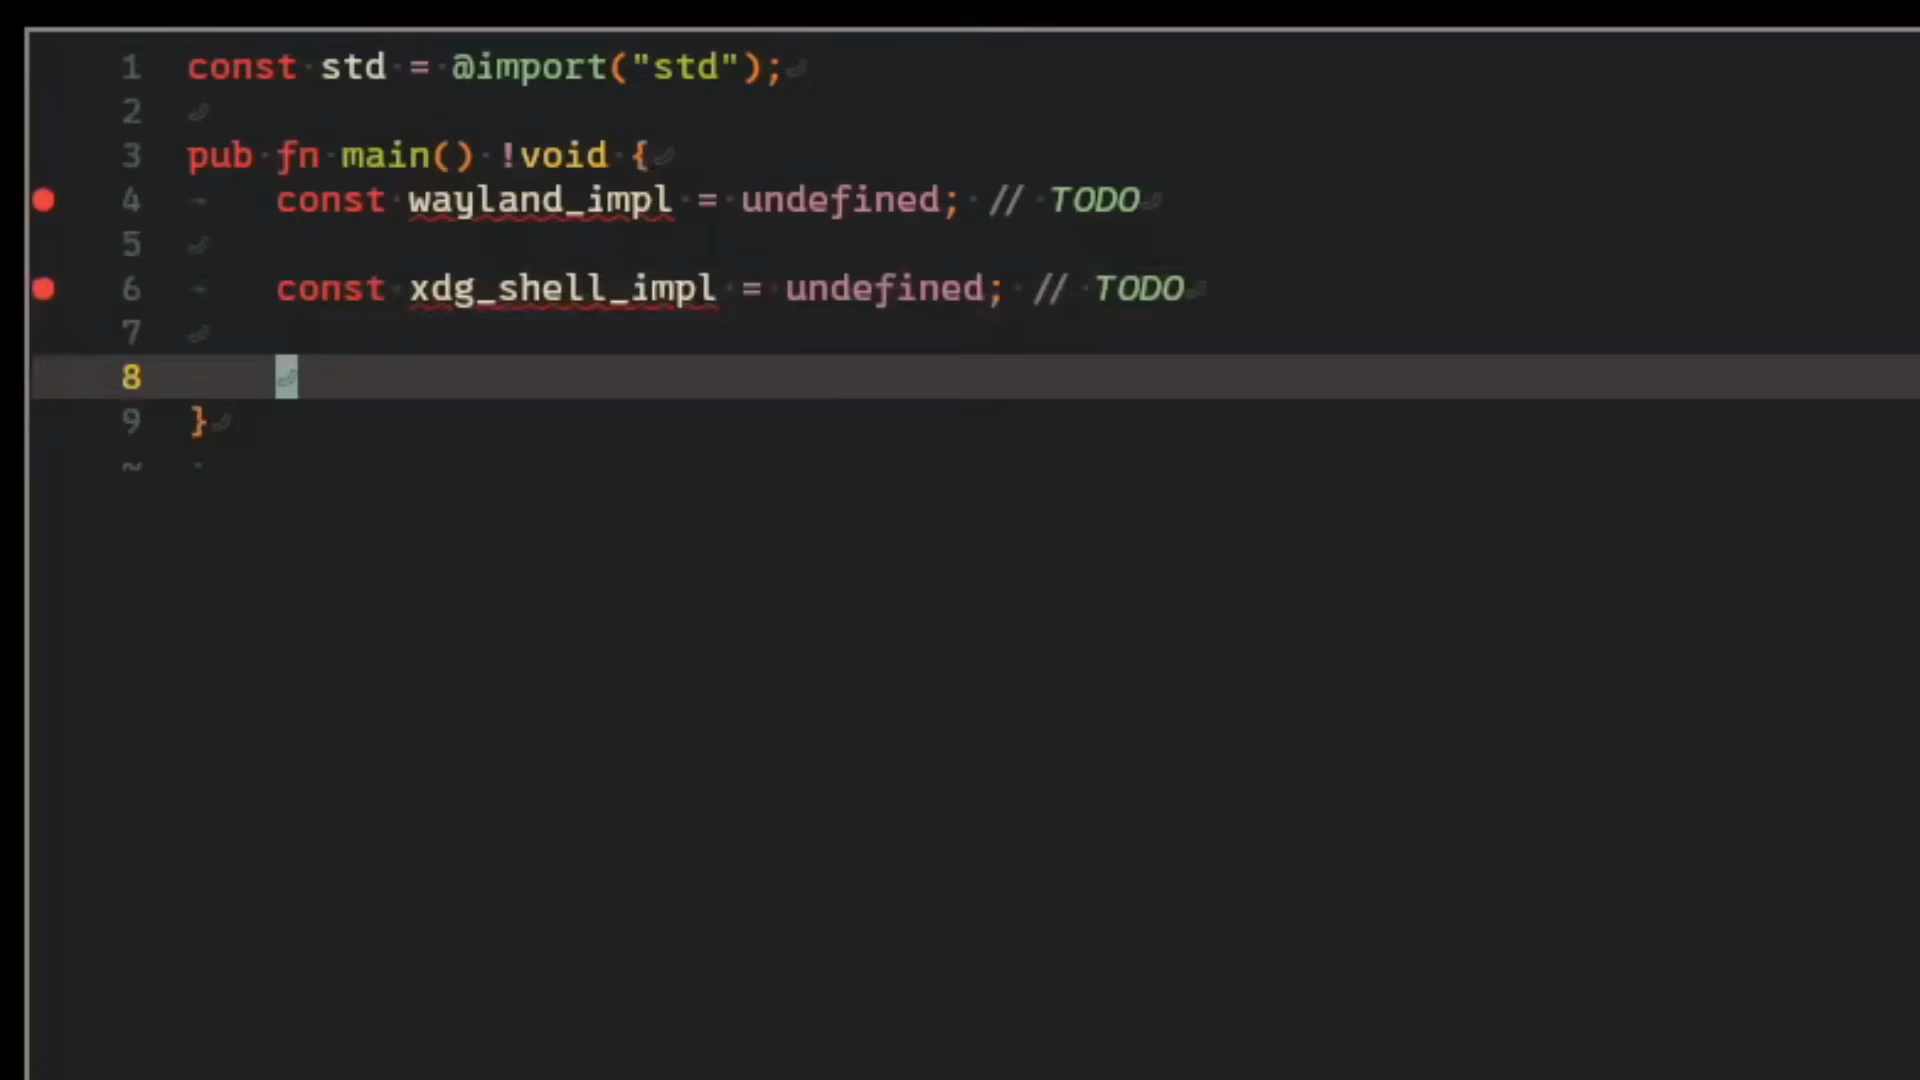 1 const std = @import("std");
2
3 pub fn main() !void {
4 const wayland_impl = undefined; // TODO
5
6 const xdg_shell_impl = undefined; // TODO
7
8
9 }
~